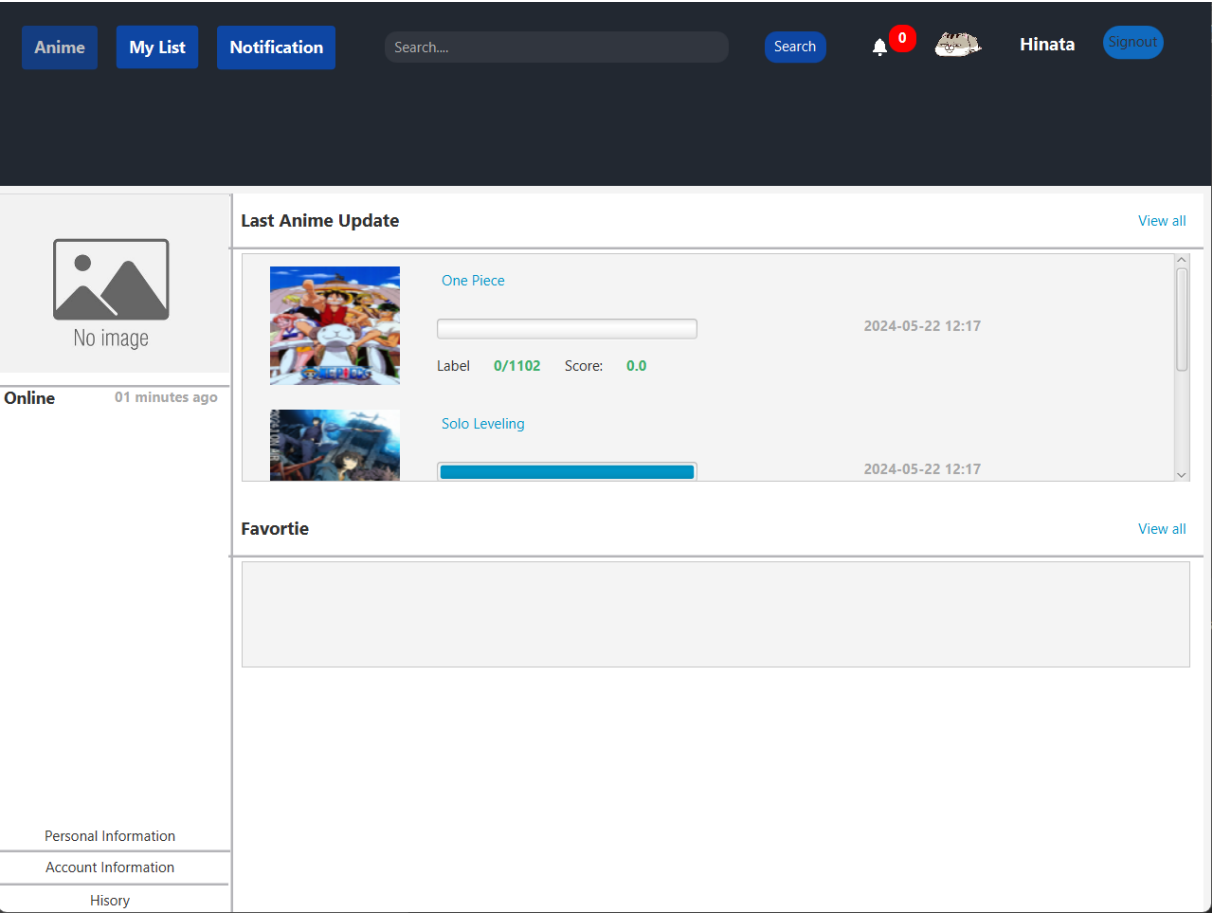 Anime My List Notification Search.... Search 0 Hinata Signout
No image
Online 01 minutes ago
Personal Information
Account Information
Hisory
Last Anime Update View all
One Piece
2024-05-22 12:17
Label 0/1102 Score: 0.0
Solo Leveling
2024-05-22 12:17
Favortie View all